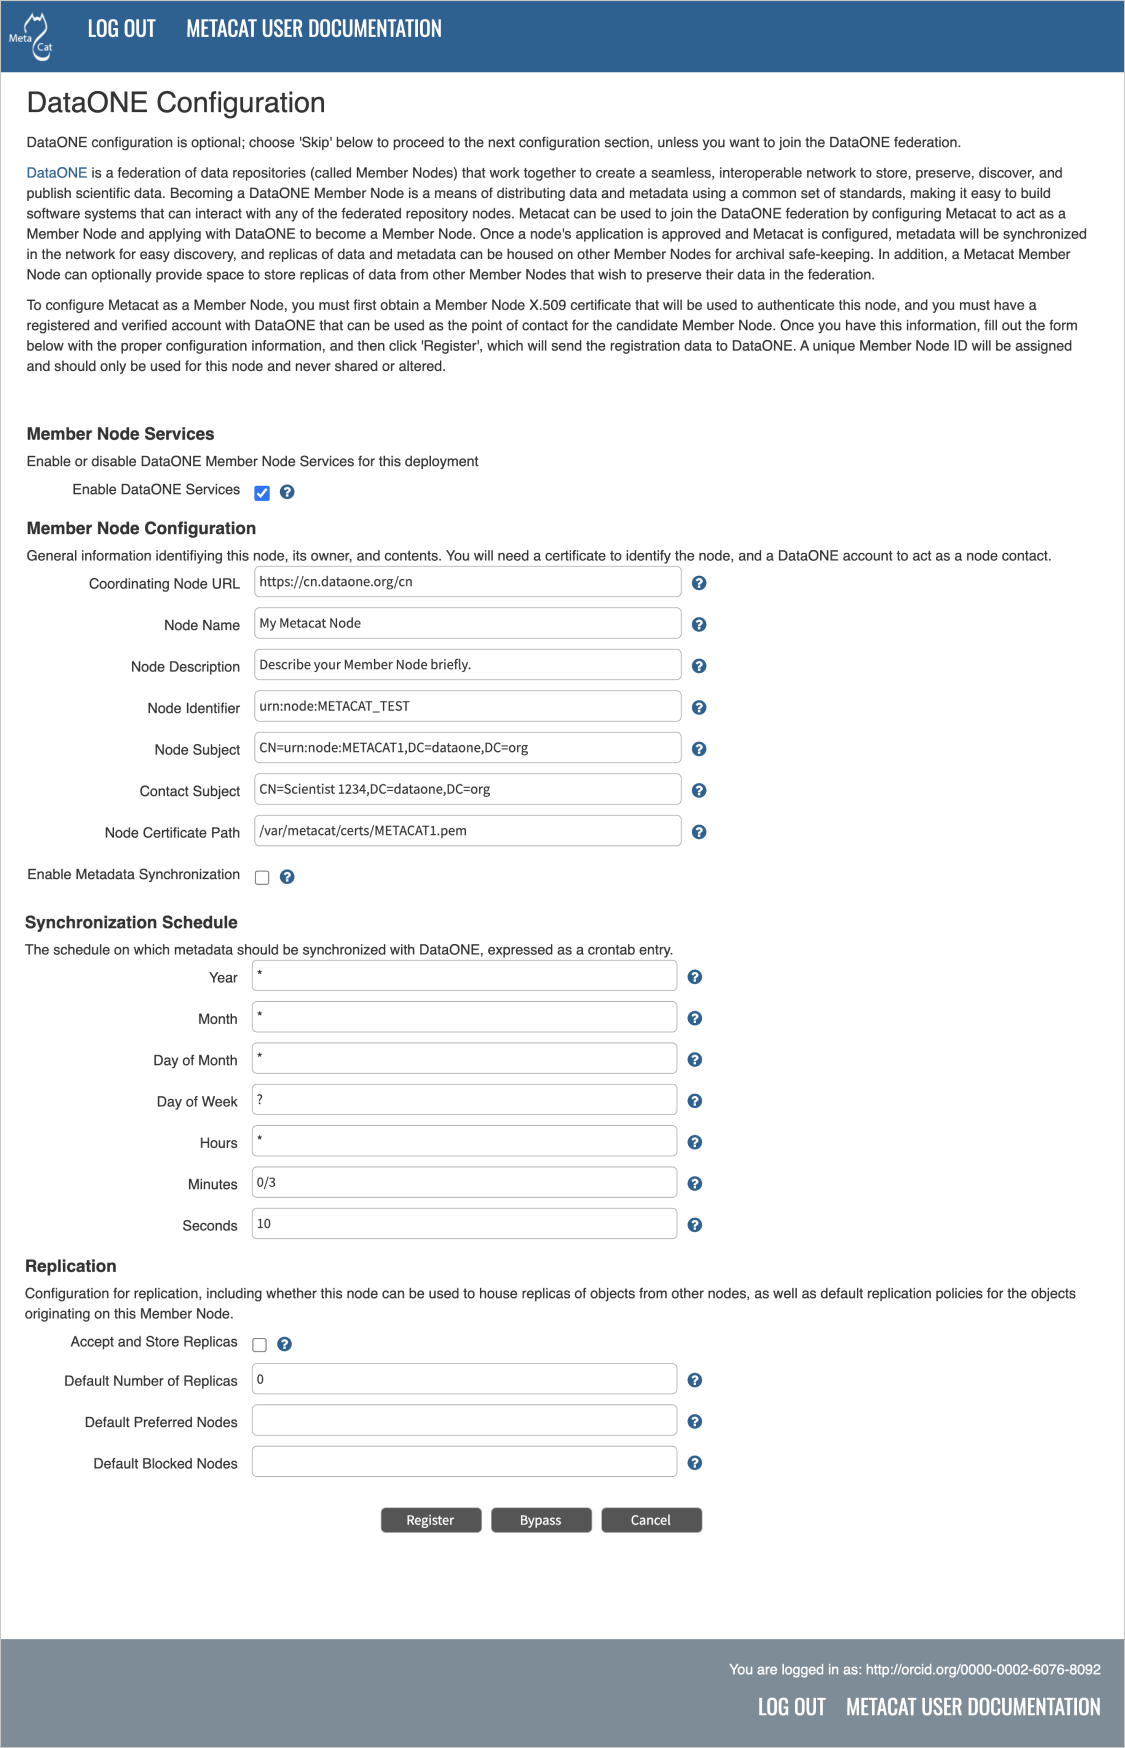 Meta
Cat
LOG OUT METACAT USER DOCUMENTATION
DataONE Configuration
DataONE configuration is optional; choose 'Skip' below to proceed to the next configuration section, unless you want to join the DataONE federation.
DataONE is a federation of data repositories (called Member Nodes) that work together to create a seamless, interoperable network to store, preserve, discover, and
publish scientific data. Becoming a DataONE Member Node is a means of distributing data and metadata using a common set of standards, making it easy to build
software systems that can interact with any of the federated repository nodes. Metacat can be used to join the DataONE federation by configuring Metacat to act as a
Member Node and applying with DataONE to become a Member Node. Once a node's application is approved and Metacat is configured, metadata will be synchronized
in the network for easy discovery, and replicas of data and metadata can be housed on other Member Nodes for archival safe-keeping. In addition, a Metacat Member
Node can optionally provide space to store replicas of data from other Member Nodes that wish to preserve their data in the federation.
To configure Metacat as a Member Node, you must first obtain a Member Node X.509 certificate that will be used to authenticate this node, and you must have a
registered and verified account with DataONE that can be used as the point of contact for the candidate Member Node. Once you have this information, fill out the form
below with the proper configuration information, and then click 'Register', which will send the registration data to DataONE. A unique Member Node ID will be assigned
and should only be used for this node and never shared or altered.
Member Node Services
Enable or disable DataONE Member Node Services for this deployment
Enable DataONE Services ?
Member Node Configuration
General information identifiying this node, its owner, and contents. You will need a certificate to identify the node, and a DataONE account to act as a node contact.
Coordinating Node URL https://cn.dataone.org/cn ?
Node Name My Metacat Node ?
Node Description Describe your Member Node briefly. ?
Node Identifier urn:node:METACAT_TEST ?
Node Subject CN=urn:node:METACAT1,DC=dataone,DC=org ?
Contact Subject CN=Scientist 1234,DC=dataone,DC=org ?
Node Certificate Path /var/metacat/certs/METACAT1.pem ?
Enable Metadata Synchronization ?
Synchronization Schedule
The schedule on which metadata should be synchronized with DataONE, expressed as a crontab entry.
Year * ?
Month * ?
Day of Month * ?
Day of Week ? ?
Hours * ?
Minutes 0/3 ?
Seconds 10 ?
Replication
Configuration for replication, including whether this node can be used to house replicas of objects from other nodes, as well as default replication policies for the objects
originating on this Member Node.
Accept and Store Replicas ?
Default Number of Replicas 0 ?
Default Preferred Nodes ?
Default Blocked Nodes ?
Register Bypass Cancel
You are logged in as: http://orcid.org/0000-0002-6076-8092
LOG OUT METACAT USER DOCUMENTATION